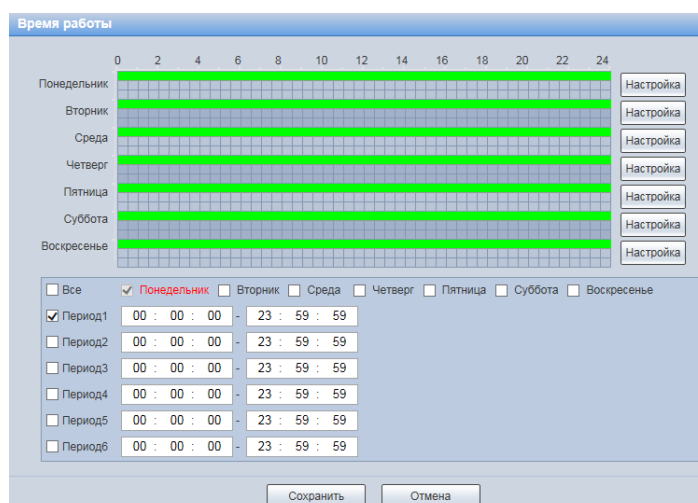 Время работы
0 2 4 6 8 10 12 14 16 18 20 22 24
Понедельник Настройка
Вторник Настройка
Среда Настройка
Четверг Настройка
Пятница Настройка
Суббота Настройка
Воскресенье Настройка
Все Понедельник Вторник Среда Четверг Пятница Суббота Воскресенье
Период1 00 : 00 : 00 - 23 : 59 : 59
Период2 00 : 00 : 00 - 23 : 59 : 59
Период3 00 : 00 : 00 - 23 : 59 : 59
Период4 00 : 00 : 00 - 23 : 59 : 59
Период5 00 : 00 : 00 - 23 : 59 : 59
Период6 00 : 00 : 00 - 23 : 59 : 59
Сохранить Отмена